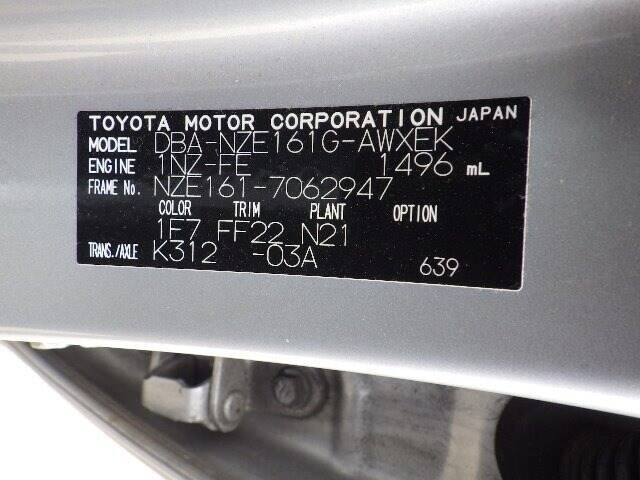 TOYOTA MOTOR CORPORATION JAPAN
MODEL DBA-NZE161G-AWXEK
ENGINE 1NZ-FE 1496 mL
FRAME No. NZE161-7062947
COLOR TRIM PLANT OPTION
1E7 FF22 N21
TRANS./AXLE K312 -03A
639